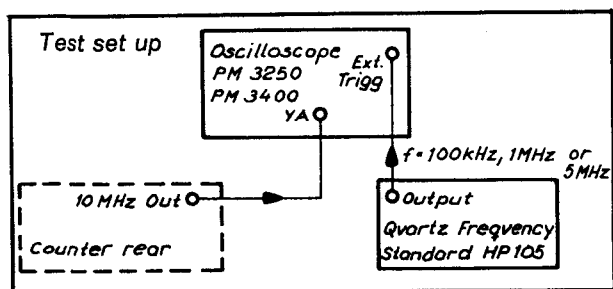 Test set up
Oscilloscope
PM 3250
PM 3400
YA
Ext.
Trigg
f = 100kHz, 1MHz or
5MHz
10 MHz Out
Counter rear
Output
Qvartz Freqvency
Standard HP 105